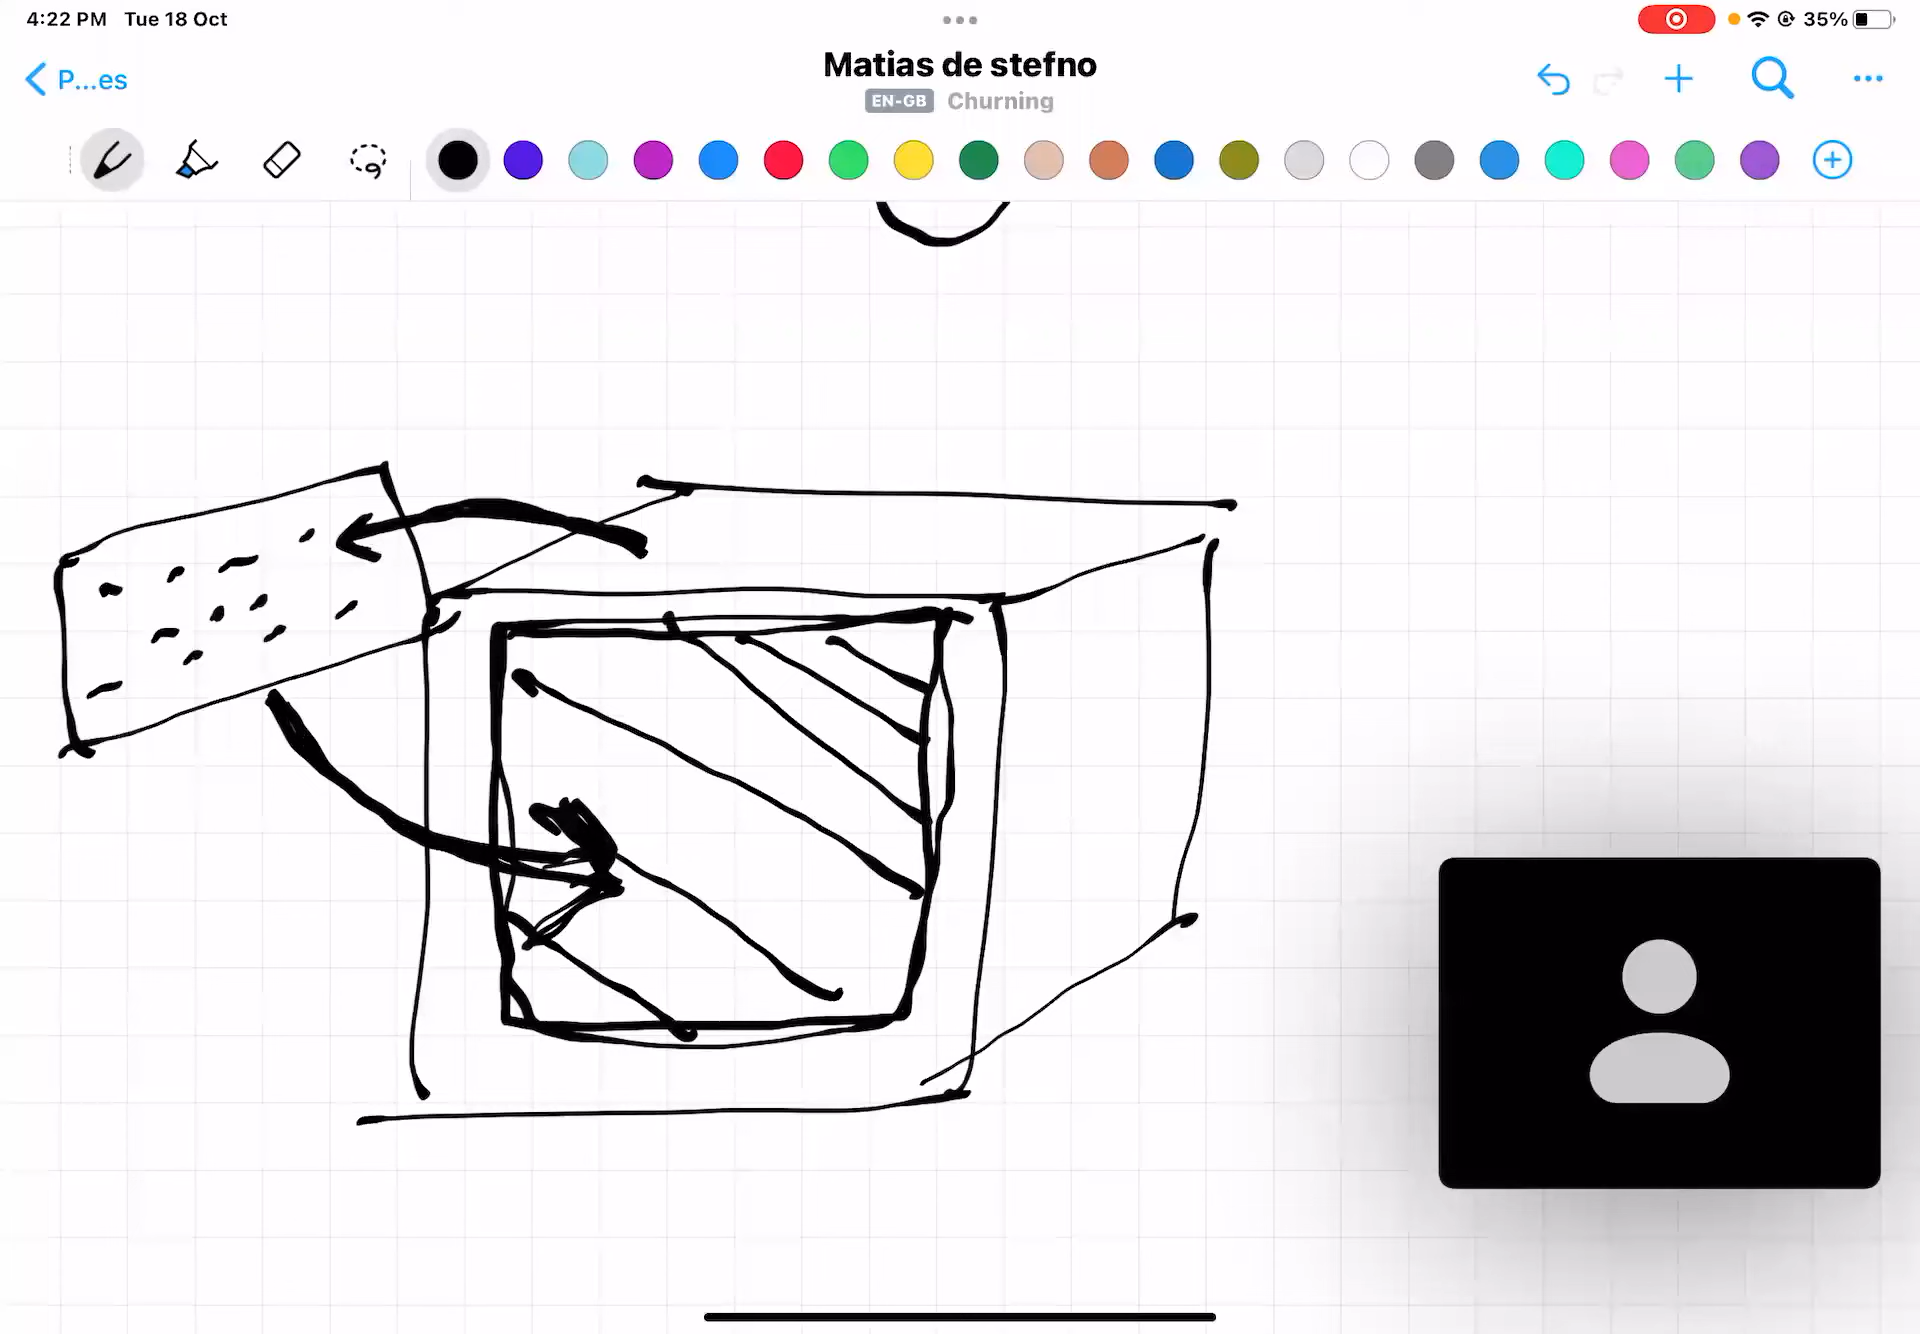 4:22 PM Tue 18 Oct
35%
P...es
Matias de stefno
EN-GB Churning